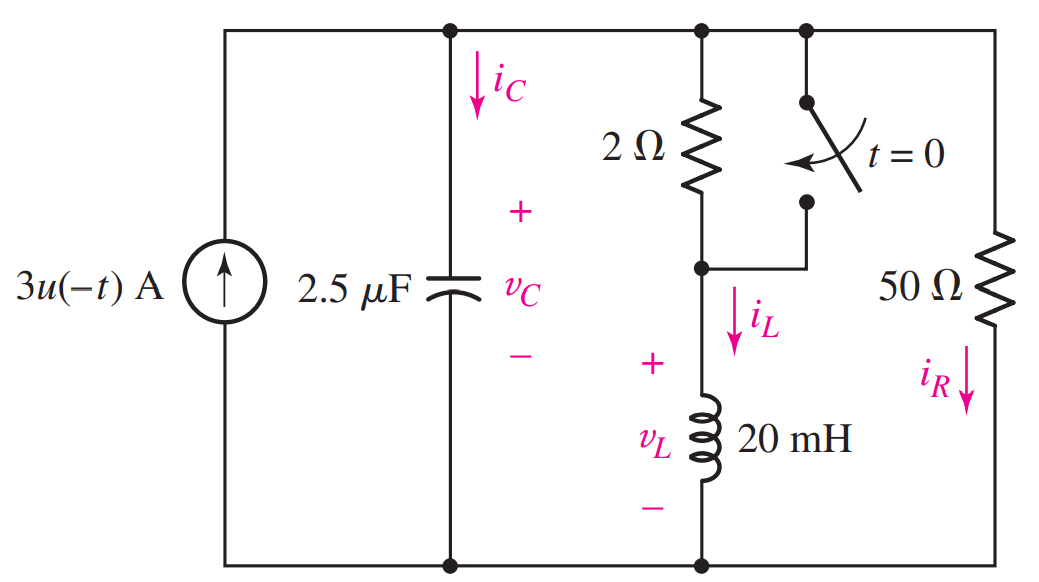 i_C
2 Ω
t = 0
+
3u(−t) A
2.5 μF
v_C
50 Ω
i_L
−
+
i_R
v_L
20 mH
−